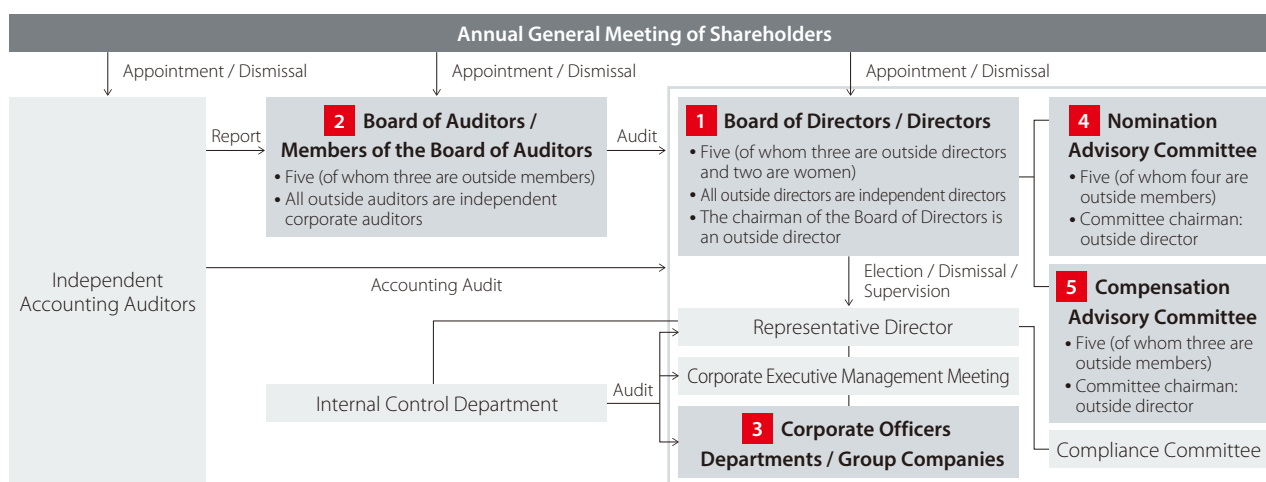 Annual General Meeting of Shareholders
Appointment / Dismissal
Appointment / Dismissal
Appointment / Dismissal
Independent
Accounting Auditors
Report
2 Board of Auditors /
Members of the Board of Auditors
• Five (of whom three are outside members)
• All outside auditors are independent
corporate auditors
Audit
1 Board of Directors / Directors
• Five (of whom three are outside directors
and two are women)
• All outside directors are independent directors
• The chairman of the Board of Directors is
an outside director
4 Nomination
Advisory Committee
• Five (of whom four are
outside members)
• Committee chairman:
outside director
Accounting Audit
Election / Dismissal /
Supervision
5 Compensation
Advisory Committee
• Five (of whom three are
outside members)
• Committee chairman:
outside director
Representative Director
Internal Control Department
Audit
Corporate Executive Management Meeting
3 Corporate Officers
Departments / Group Companies
Compliance Committee